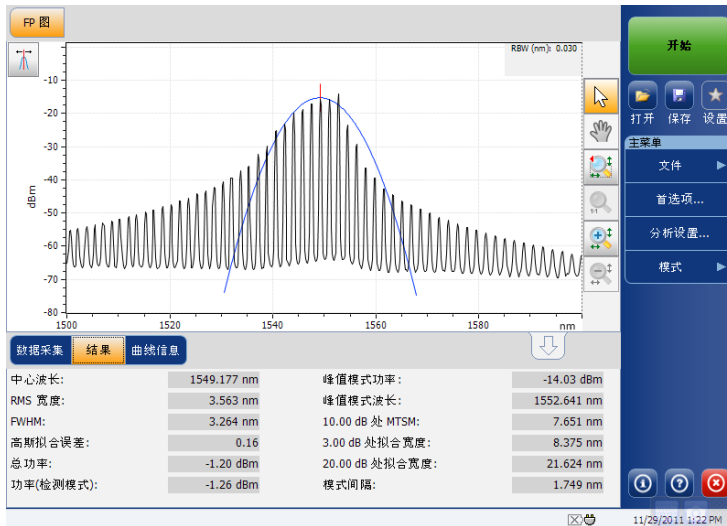 FP 图
RBW (nm): 0.030
dBm
-10
-20
-30
-40
-50
-60
-70
-80
1500 1520 1540 1560 1580 nm
1:1
开始
打开 保存 设置
主菜单
文件
首选项...
分析设置...
模式
数据采集 结果 曲线信息
中心波长: 1549.177 nm 峰值模式功率: -14.03 dBm
RMS 宽度: 3.563 nm 峰值模式波长: 1552.641 nm
FWHM: 3.264 nm 10.00 dB 处 MTSM: 7.651 nm
高斯拟合误差: 0.16 3.00 dB 处拟合宽度: 8.375 nm
总功率: -1.20 dBm 20.00 dB 处拟合宽度: 21.624 nm
功率(检测模式): -1.26 dBm 模式间隔: 1.749 nm
11/29/2011 1:22 PM